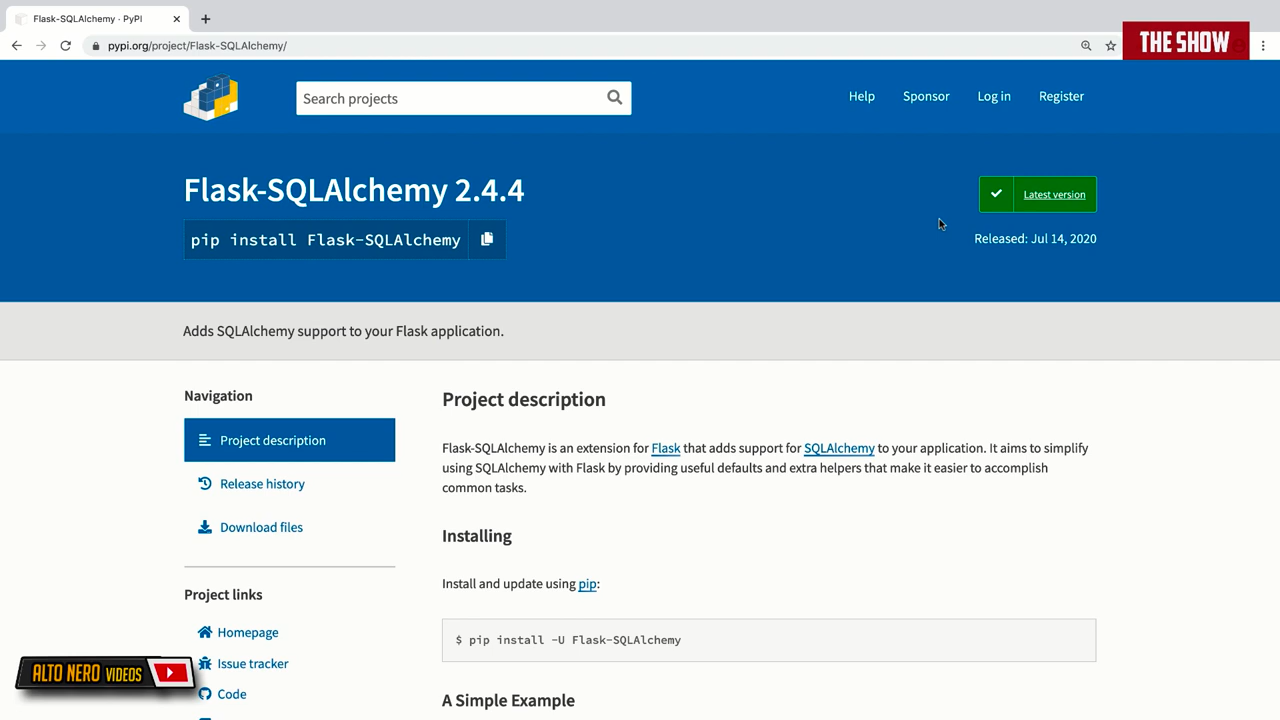 Flask-SQLAlchemy · PyPI
pypi.org/project/Flask-SQLAlchemy/
THE SHOW
Search projects
Help
Sponsor
Log in
Register
Flask-SQLAlchemy 2.4.4
Latest version
pip install Flask-SQLAlchemy
Released: Jul 14, 2020
Adds SQLAlchemy support to your Flask application.
Navigation
Project description
Release history
Download files
Project links
Homepage
Issue tracker
Code
Project description
Flask-SQLAlchemy is an extension for Flask that adds support for SQLAlchemy to your application. It aims to simplify
using SQLAlchemy with Flask by providing useful defaults and extra helpers that make it easier to accomplish
common tasks.
Installing
Install and update using pip:
$ pip install -U Flask-SQLAlchemy
A Simple Example
ALTO NERO VIDEOS